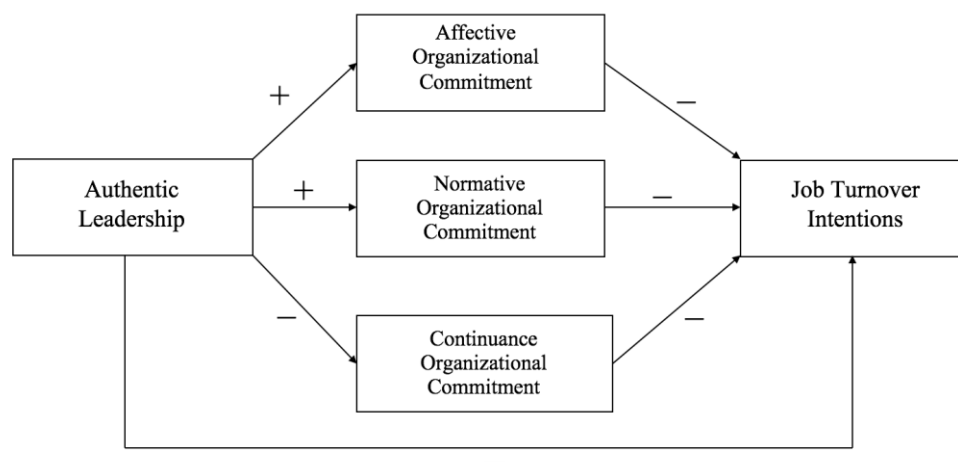 Affective
Organizational
Commitment
+
−
Authentic
Leadership
+
Normative
Organizational
Commitment
−
Job Turnover
Intentions
−
Continuance
Organizational
Commitment
−